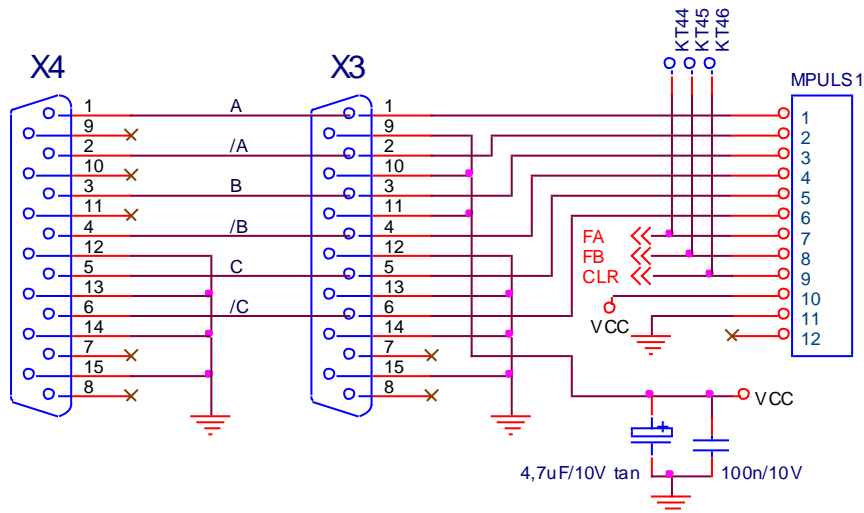 KT44
KT45
KT46
X4
X3
MPULS1
1
9
2
10
3
11
4
12
5
13
6
14
7
15
8
A
/A
B
/B
C
/C
1
9
2
10
3
11
4
12
5
13
6
14
7
15
8
FA
FB
CLR
VCC
1
2
3
4
5
6
7
8
9
10
11
12
VCC
+
4,7uF/10V tan
100n/10V